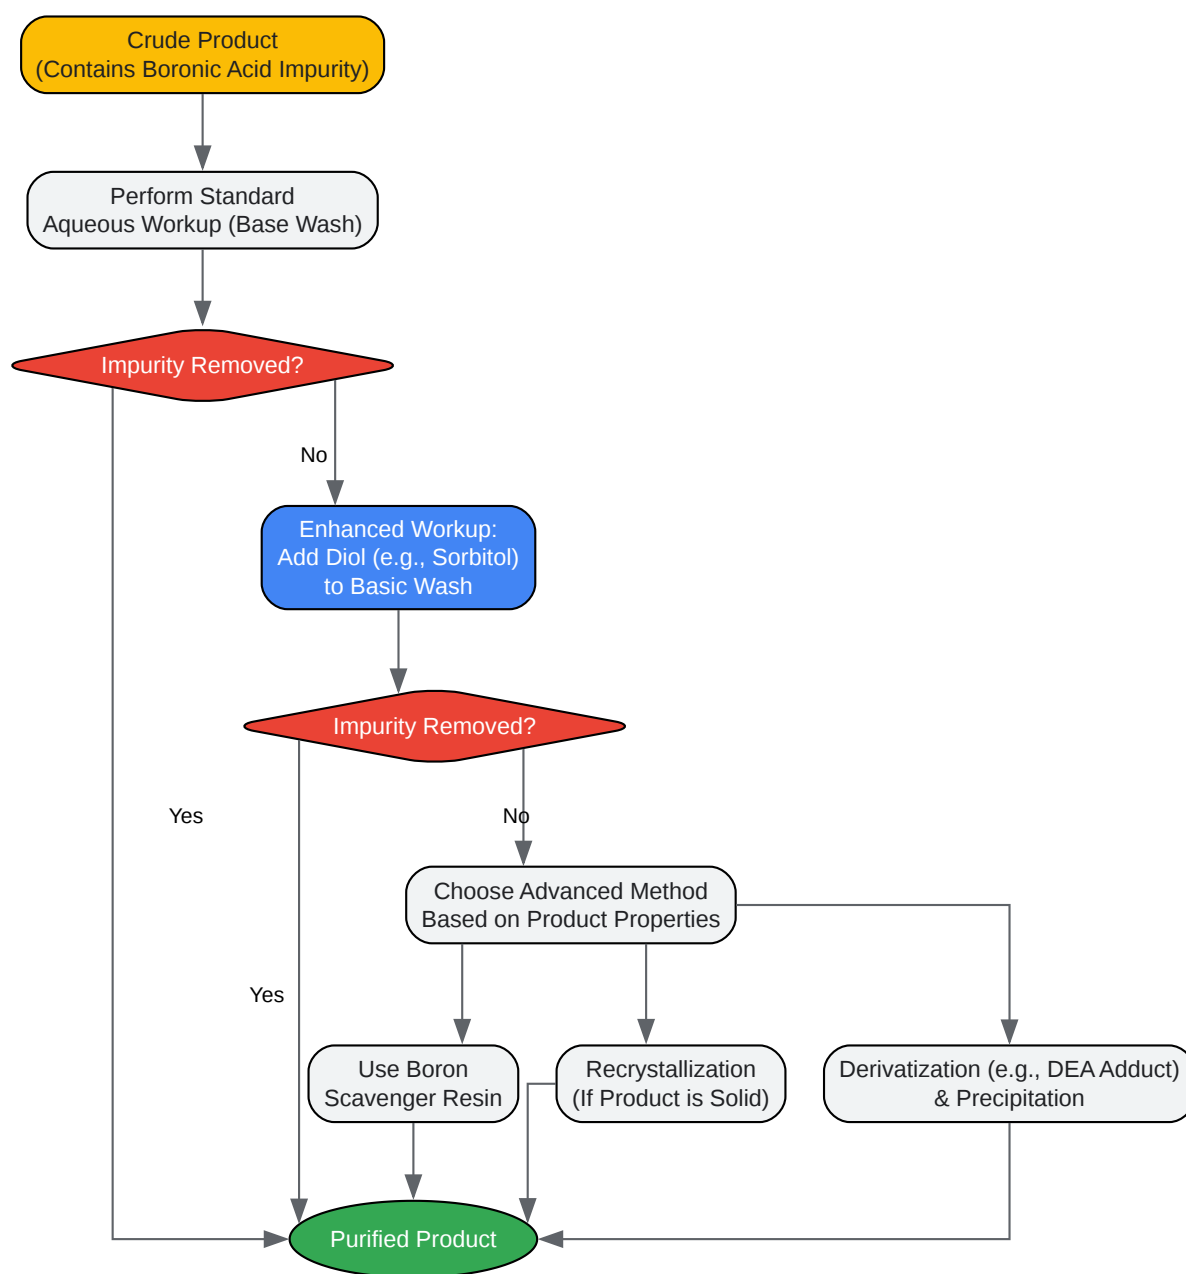 Crude Product
(Contains Boronic Acid Impurity)
Perform Standard
Aqueous Workup (Base Wash)
Impurity Removed?
No
Enhanced Workup:
Add Diol (e.g., Sorbitol)
to Basic Wash
Impurity Removed?
Yes
No
Choose Advanced Method
Based on Product Properties
Yes
Use Boron
Scavenger Resin
Recrystallization
(If Product is Solid)
Derivatization (e.g., DEA Adduct)
& Precipitation
Purified Product